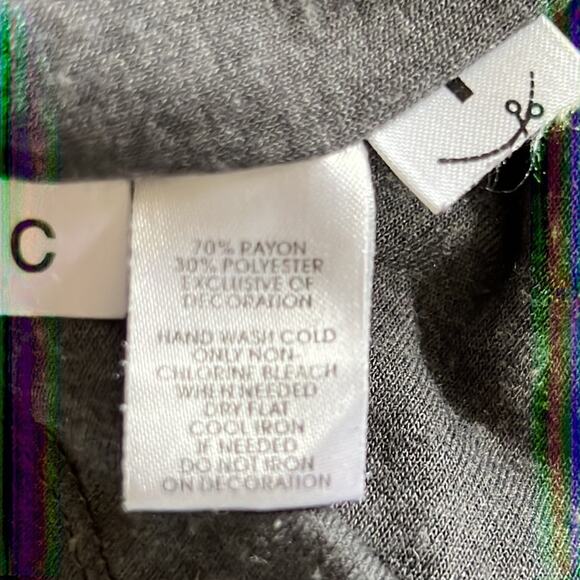 C
70% RAYON
30% POLYESTER
EXCLUSIVE OF
DECORATION
HAND WASH COLD
ONLY NON-
CHLORINE BLEACH
WHEN NEEDED
DRY FLAT
COOL IRON
IF NEEDED
DO NOT IRON
ON DECORATION